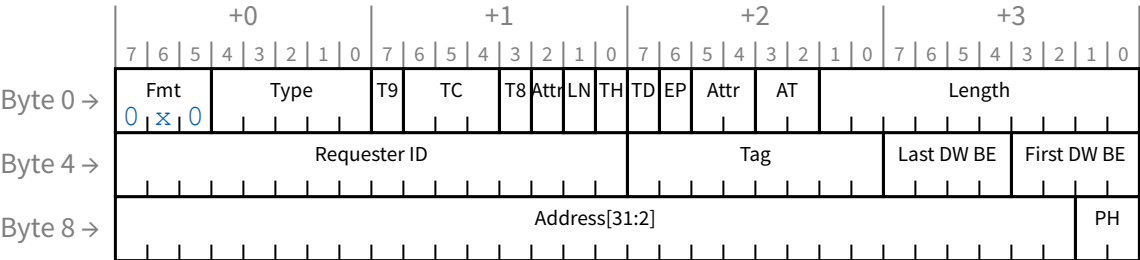 +0 +1 +2 +3
7 6 5 4 3 2 1 0 7 6 5 4 3 2 1 0 7 6 5 4 3 2 1 0 7 6 5 4 3 2 1 0
Byte 0 → Fmt Type T9 TC T8 Attr LN TH TD EP Attr AT Length
0 x 0
Byte 4 → Requester ID Tag Last DW BE First DW BE
Byte 8 → Address[31:2] PH